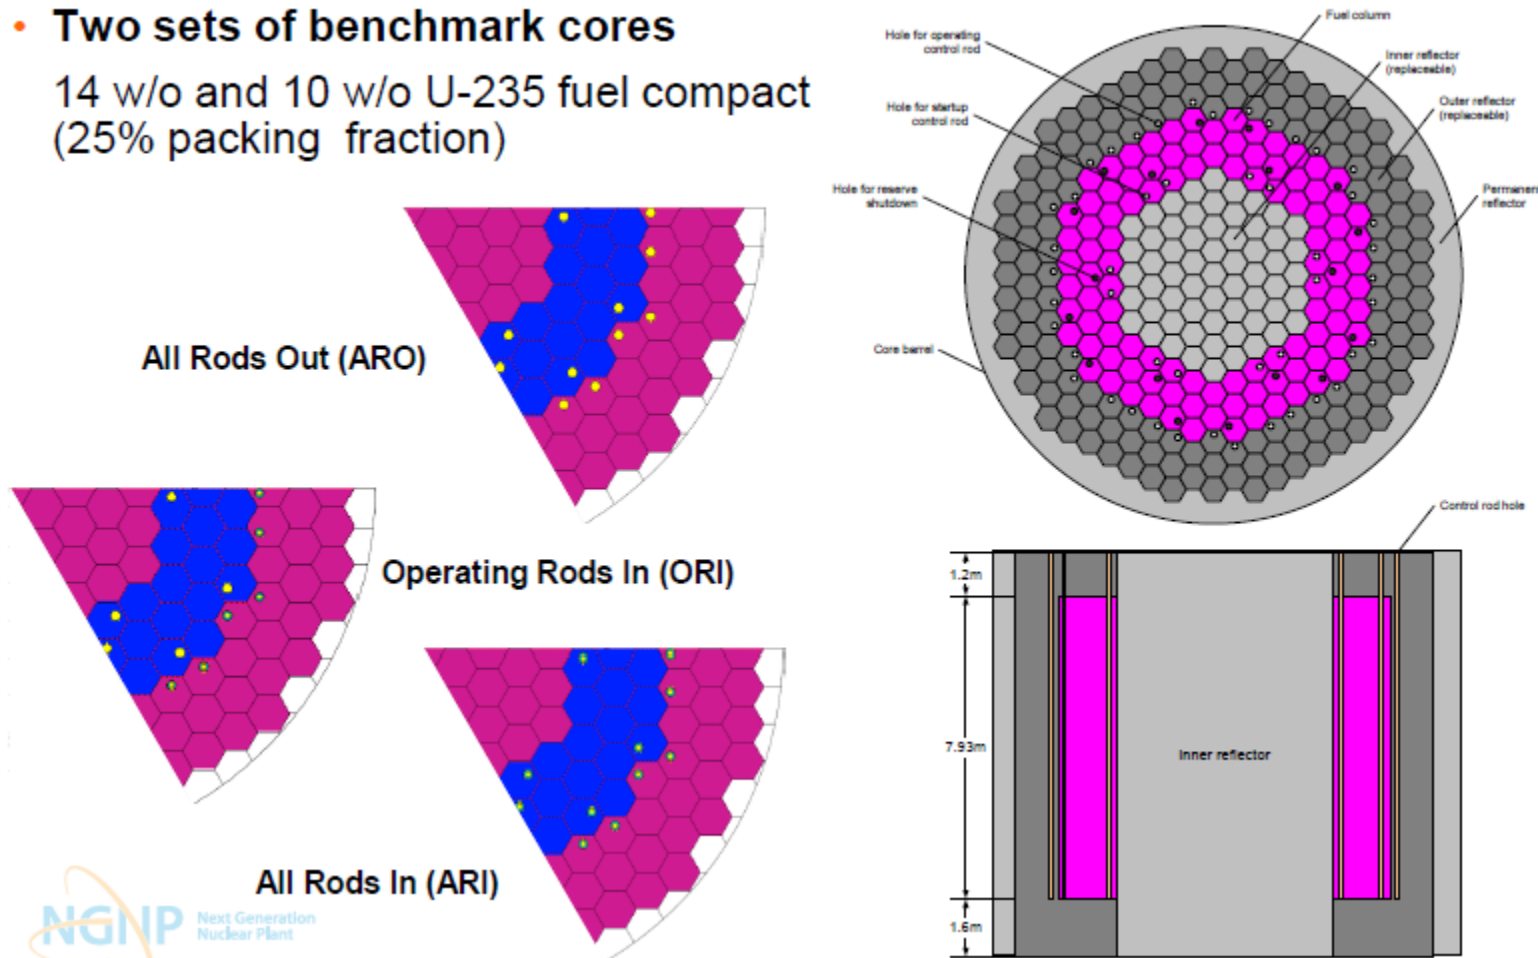 • Two sets of benchmark cores
14 w/o and 10 w/o U-235 fuel compact
(25% packing fraction)
All Rods Out (ARO)
Operating Rods In (ORI)
All Rods In (ARI)
NGNP Next Generation
Nuclear Plant
Fuel column
Hole for operating
control rod
Inner reflector
(replaceable)
Hole for startup
control rod
Outer reflector
(replaceable)
Hole for reserve
shutdown
Permanen
reflector
Core barrel
Control rod hole
1.2m
7.93m
Inner reflector
1.6m